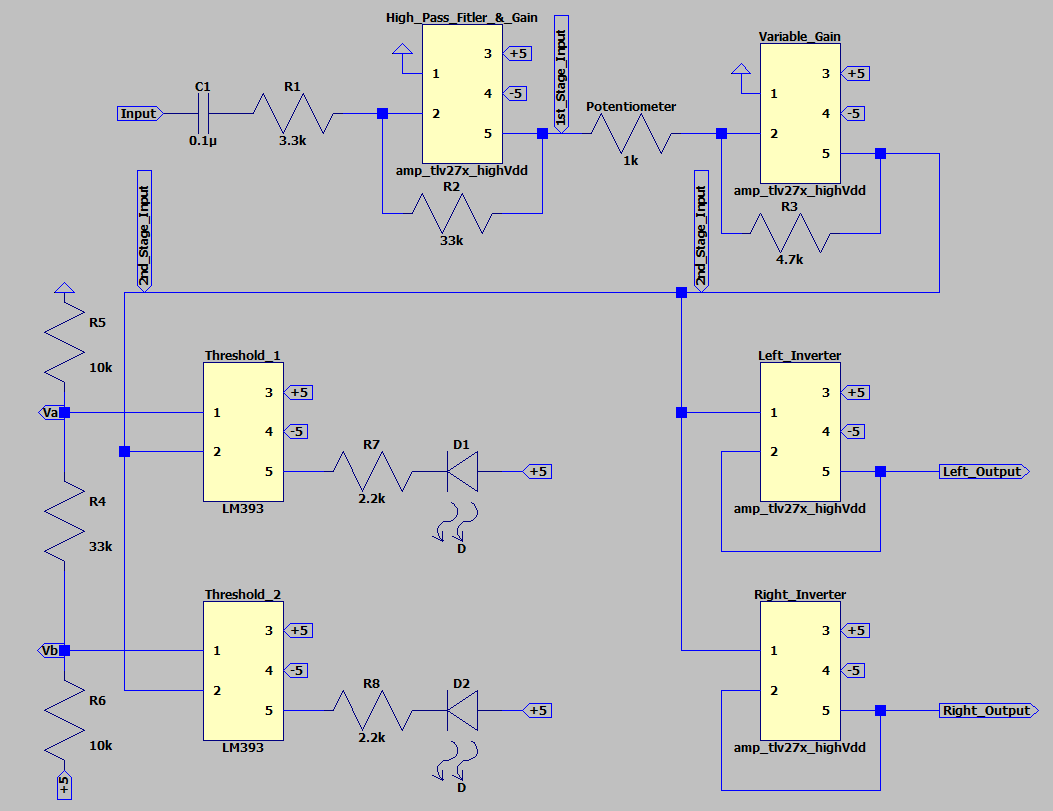 High_Pass_Fitler_&_Gain
3
+5
1
4
-5
2
5
amp_tlv27x_highVdd
Input
C1
0.1µ
R1
3.3k
R2
33k
1st_Stage_Input
Potentiometer
1k
Variable_Gain
3
+5
1
4
-5
2
5
amp_tlv27x_highVdd
R3
4.7k
2nd_Stage_Input
2nd_Stage_Input
R5
10k
Va
R4
33k
Vb
R6
10k
+5
Threshold_1
3
+5
1
4
-5
2
5
LM393
R7
2.2k
D1
D
+5
Left_Inverter
3
+5
1
4
-5
2
5
amp_tlv27x_highVdd
Left_Output
Threshold_2
3
+5
1
4
-5
2
5
LM393
R8
2.2k
D2
D
+5
Right_Inverter
3
+5
1
4
-5
2
5
amp_tlv27x_highVdd
Right_Output